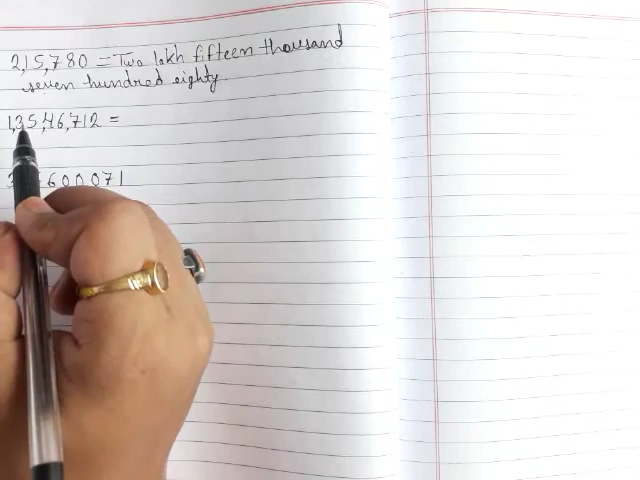 2,15,780 = Two lakh fifteen thousand
seven hundred eighty
1,35,46,712 =
600071